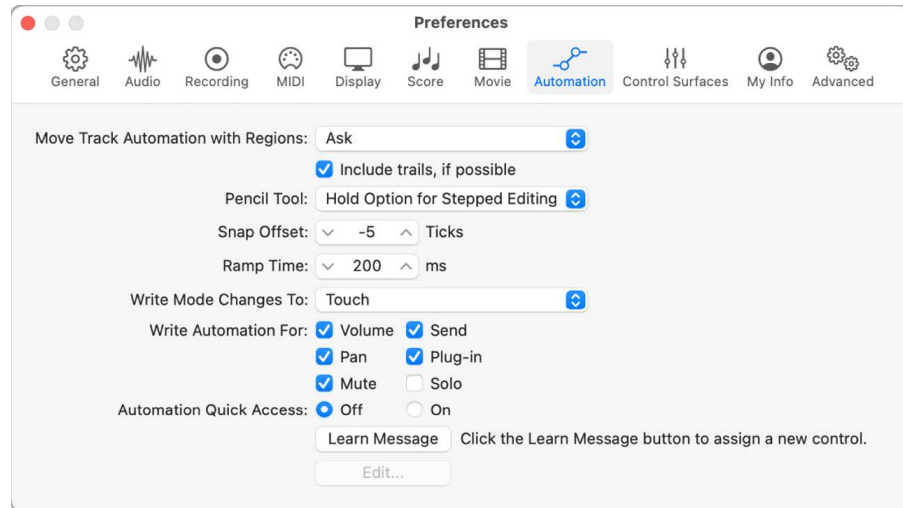 Preferences
General Audio Recording MIDI Display Score Movie Automation Control Surfaces My Info Advanced
Move Track Automation with Regions: Ask
Include trails, if possible
Pencil Tool: Hold Option for Stepped Editing
Snap Offset: -5 Ticks
Ramp Time: 200 ms
Write Mode Changes To: Touch
Write Automation For: Volume Send
Pan Plug-in
Mute Solo
Automation Quick Access: Off On
Learn Message Click the Learn Message button to assign a new control.
Edit...